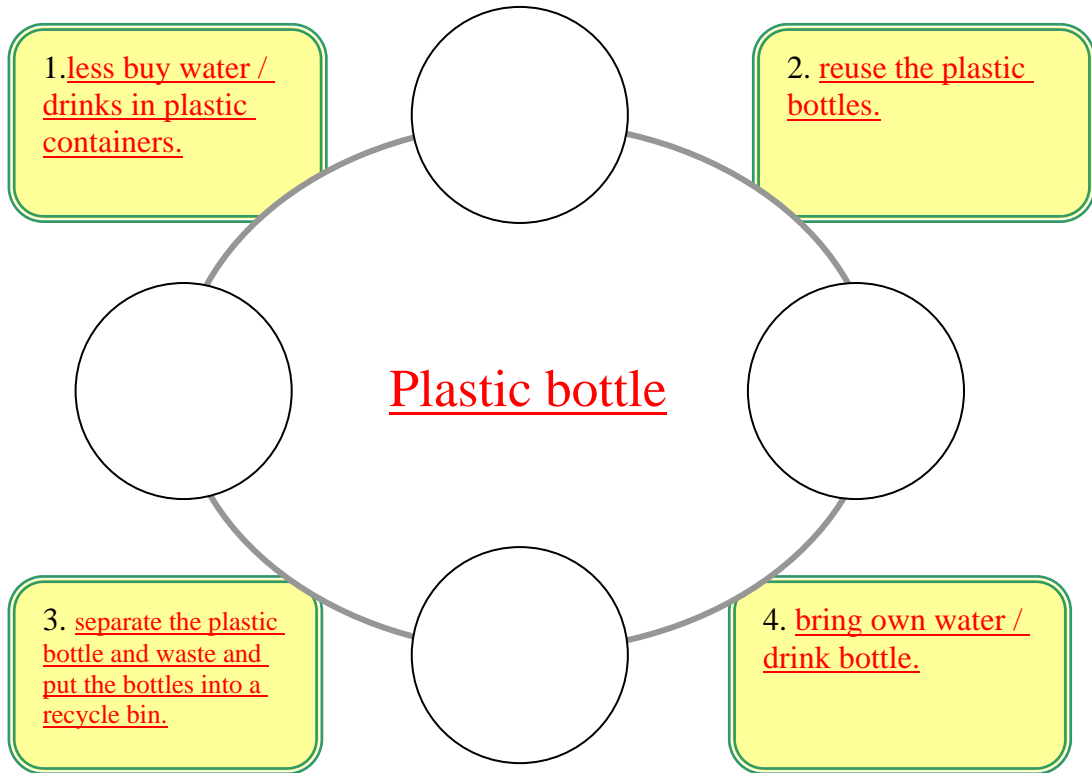 1.less buy water /
drinks in plastic
containers.
2. reuse the plastic
bottles.
Plastic bottle
3. separate the plastic
bottle and waste and
put the bottles into a
recycle bin.
4. bring own water /
drink bottle.